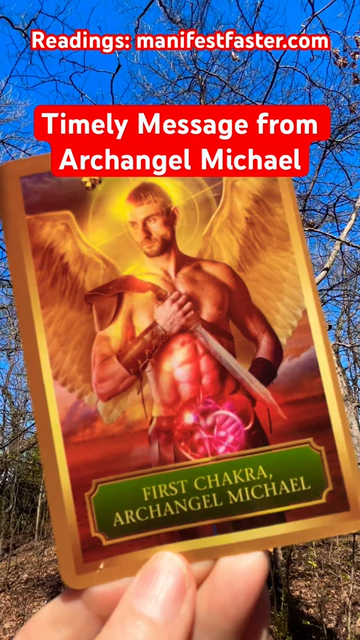 Readings: manifestfaster.com
Timely Message from
Archangel Michael
FIRST CHAKRA,
ARCHANGEL MICHAEL